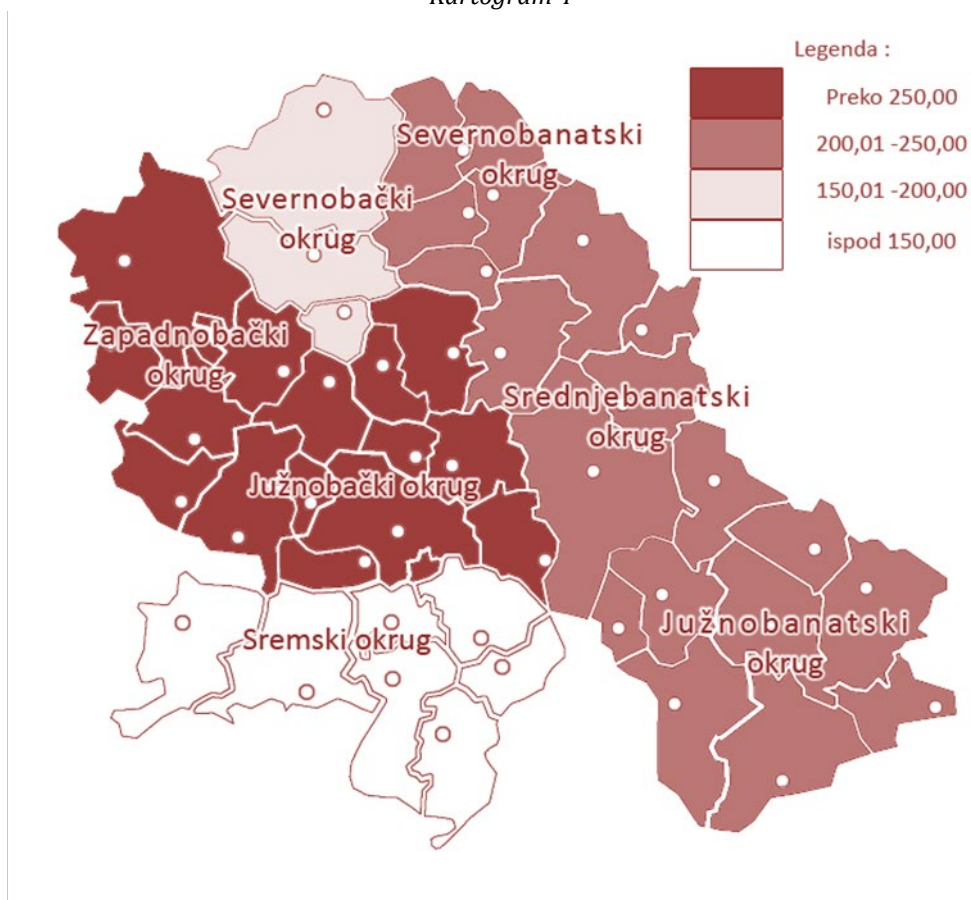 Kartogram 1
Legenda :
Preko 250,00
200,01 -250,00
150,01 -200,00
ispod 150,00
Severnobanatski
okrug
Severnobački
okrug
Zapadnobački
okrug
Srednjebanatski
okrug
Južnobački okrug
Sremski okrug
Južnobanatski
okrug